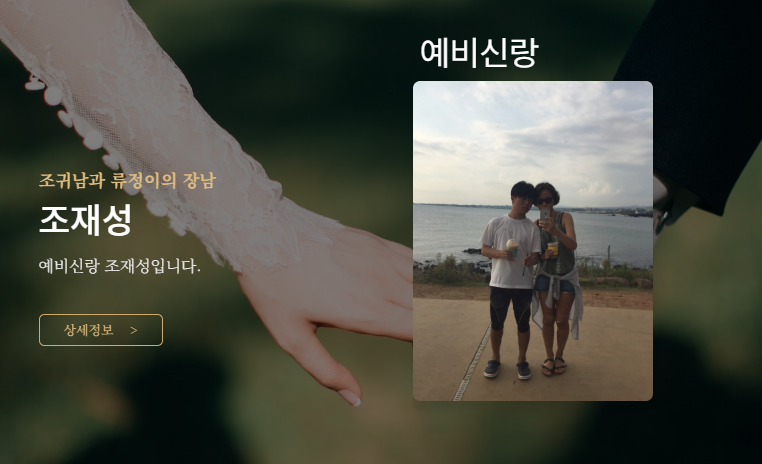 예비신랑
조귀남과 류정이의 장남
조재성
예비신랑 조재성입니다.
상세정보 >